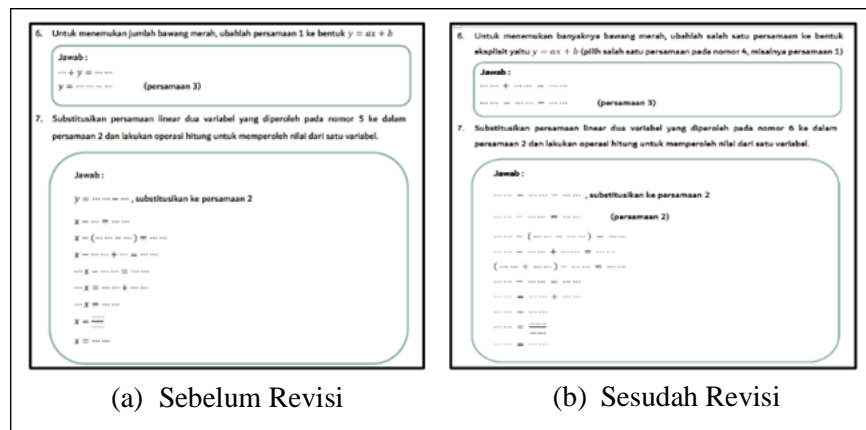 6. Untuk menemukan jumlah bawang merah, ubahlah persamaan 1 ke bentuk y = ax + b
Jawab :
··· + y = ··· ···
y = ··· ··· − ··· (persamaan 3)
7. Substitusikan persamaan linear dua variabel yang diperoleh pada nomor 5 ke dalam
persamaan 2 dan lakukan operasi hitung untuk memperoleh nilai dari satu variabel.
Jawab :
y = ··· ··· − ··· , substitusikan ke persamaan 2
x − ··· = ··· ···
x − (··· ··· − ···) = ··· ···
x − ··· ··· + ··· = ··· ···
··· x − ··· ··· = ··· ···
··· x = ··· ··· + ··· ···
··· x = ··· ···
x = ··· ···/··· ···
x = ··· ···
(a) Sebelum Revisi
6. Untuk menemukan banyaknya bawang merah, ubahlah salah satu persamaan ke bentuk
eksplisit yaitu y = ax + b (pilih salah satu persamaan pada nomor 4, misalnya persamaan 1)
Jawab :
··· ··· + ··· ··· = ··· ···
··· ··· = ··· ··· − ··· ··· (persamaan 3)
7. Substitusikan persamaan linear dua variabel yang diperoleh pada nomor 6 ke dalam
persamaan 2 dan lakukan operasi hitung untuk memperoleh nilai dari satu variabel.
Jawab :
··· ··· = ··· ··· − ··· ··· , substitusikan ke persamaan 2
··· ··· − ··· ··· = ··· ··· (persamaan 2)
··· ··· − (··· ··· − ··· ···) = ··· ···
··· ··· − ··· ··· + ··· ··· = ··· ···
(··· ··· + ··· ···) − ··· ··· = ··· ···
··· ··· − ··· ··· = ··· ···
··· ··· = ··· ··· + ··· ···
··· ··· = ··· ···
··· ··· = ··· ···/··· ···
··· ··· = ··· ···
(b) Sesudah Revisi